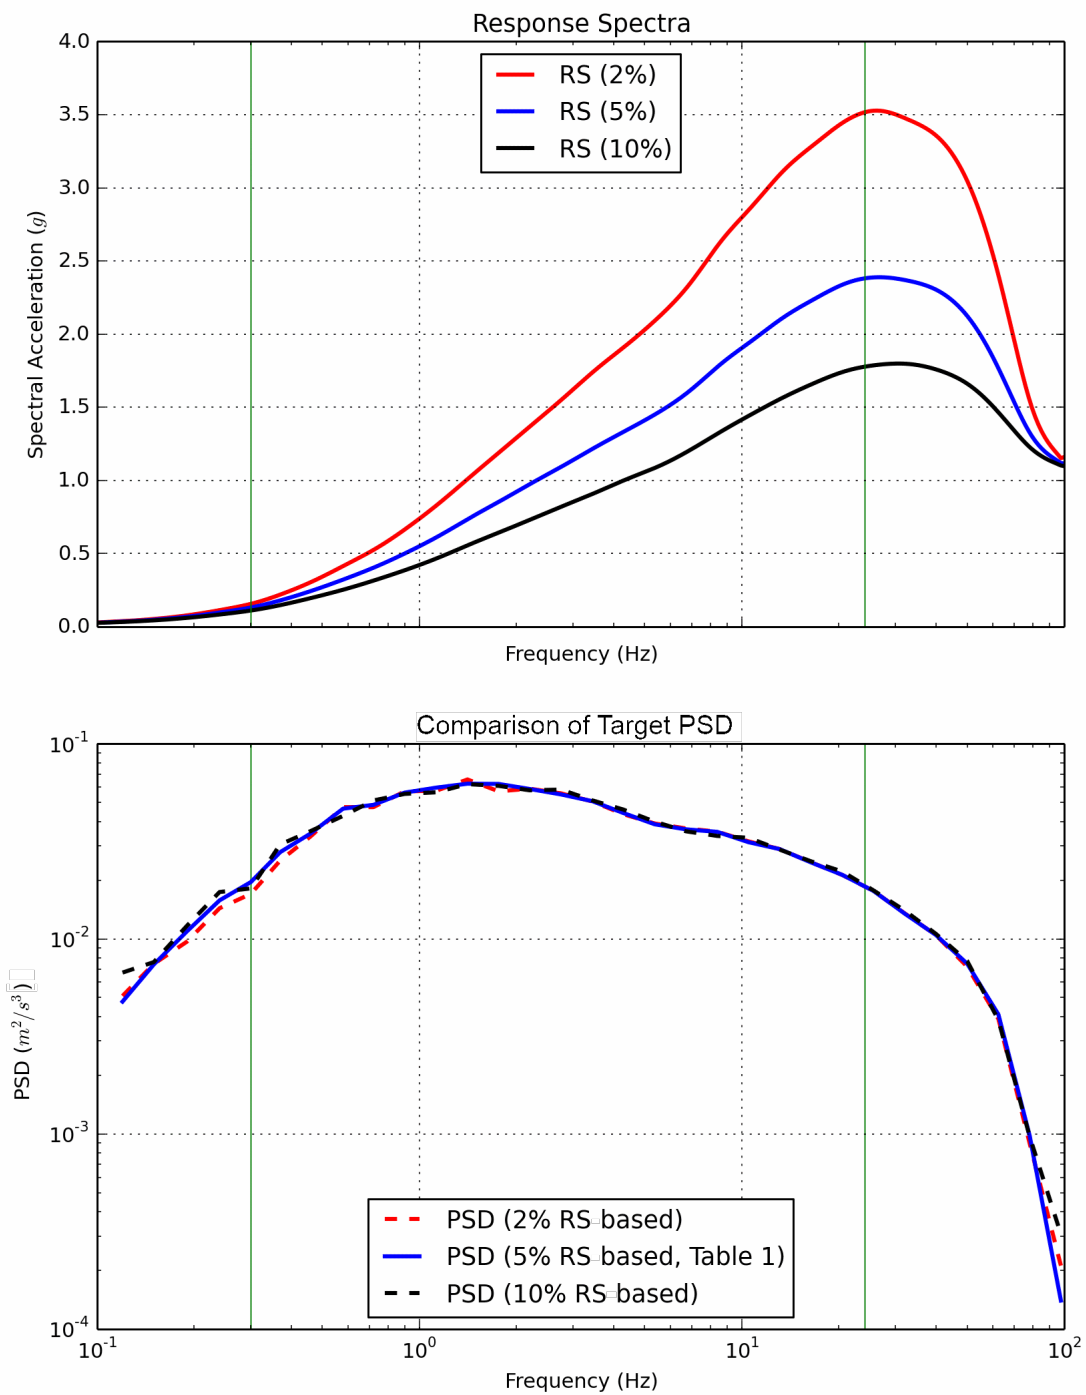 Response Spectra
4.0
3.5
3.0
2.5
2.0
1.5
1.0
0.5
0.0
Spectral Acceleration (g)
RS (2%)
RS (5%)
RS (10%)
Frequency (Hz)
Comparison of Target PSD
10⁻¹
10⁻²
10⁻³
10⁻⁴
PSD (m²/s³)
PSD (2% RS-based)
PSD (5% RS-based, Table 1)
PSD (10% RS-based)
10⁻¹ 10⁰ 10¹ 10²
Frequency (Hz)